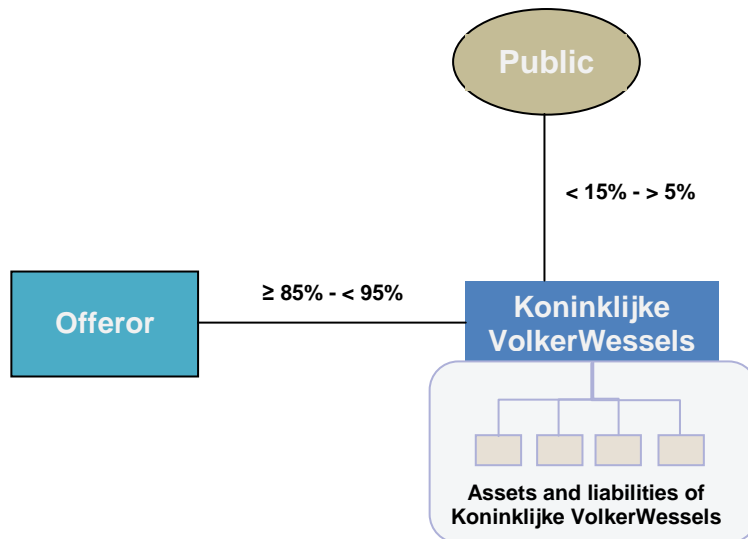 Public
< 15% - > 5%
≥ 85% - < 95%
Offeror
Koninklijke
VolkerWessels
Assets and liabilities of
Koninklijke VolkerWessels